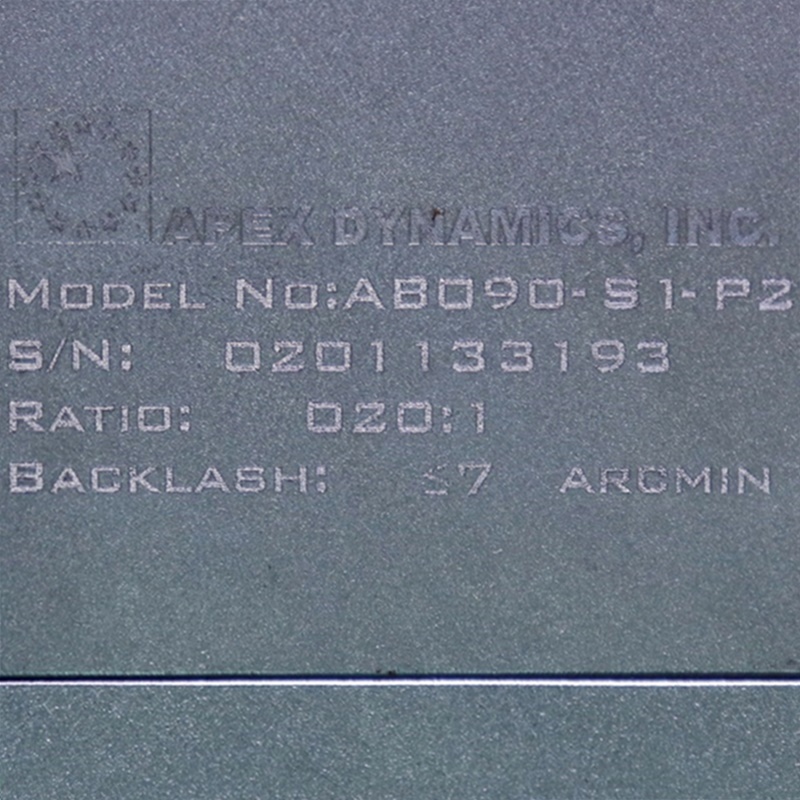 APEX DYNAMICS, INC.
MODEL NO:AB090-S1-P2
S/N: 0201133193
RATIO: 020:1
BACKLASH: ≤7 ARCMIN